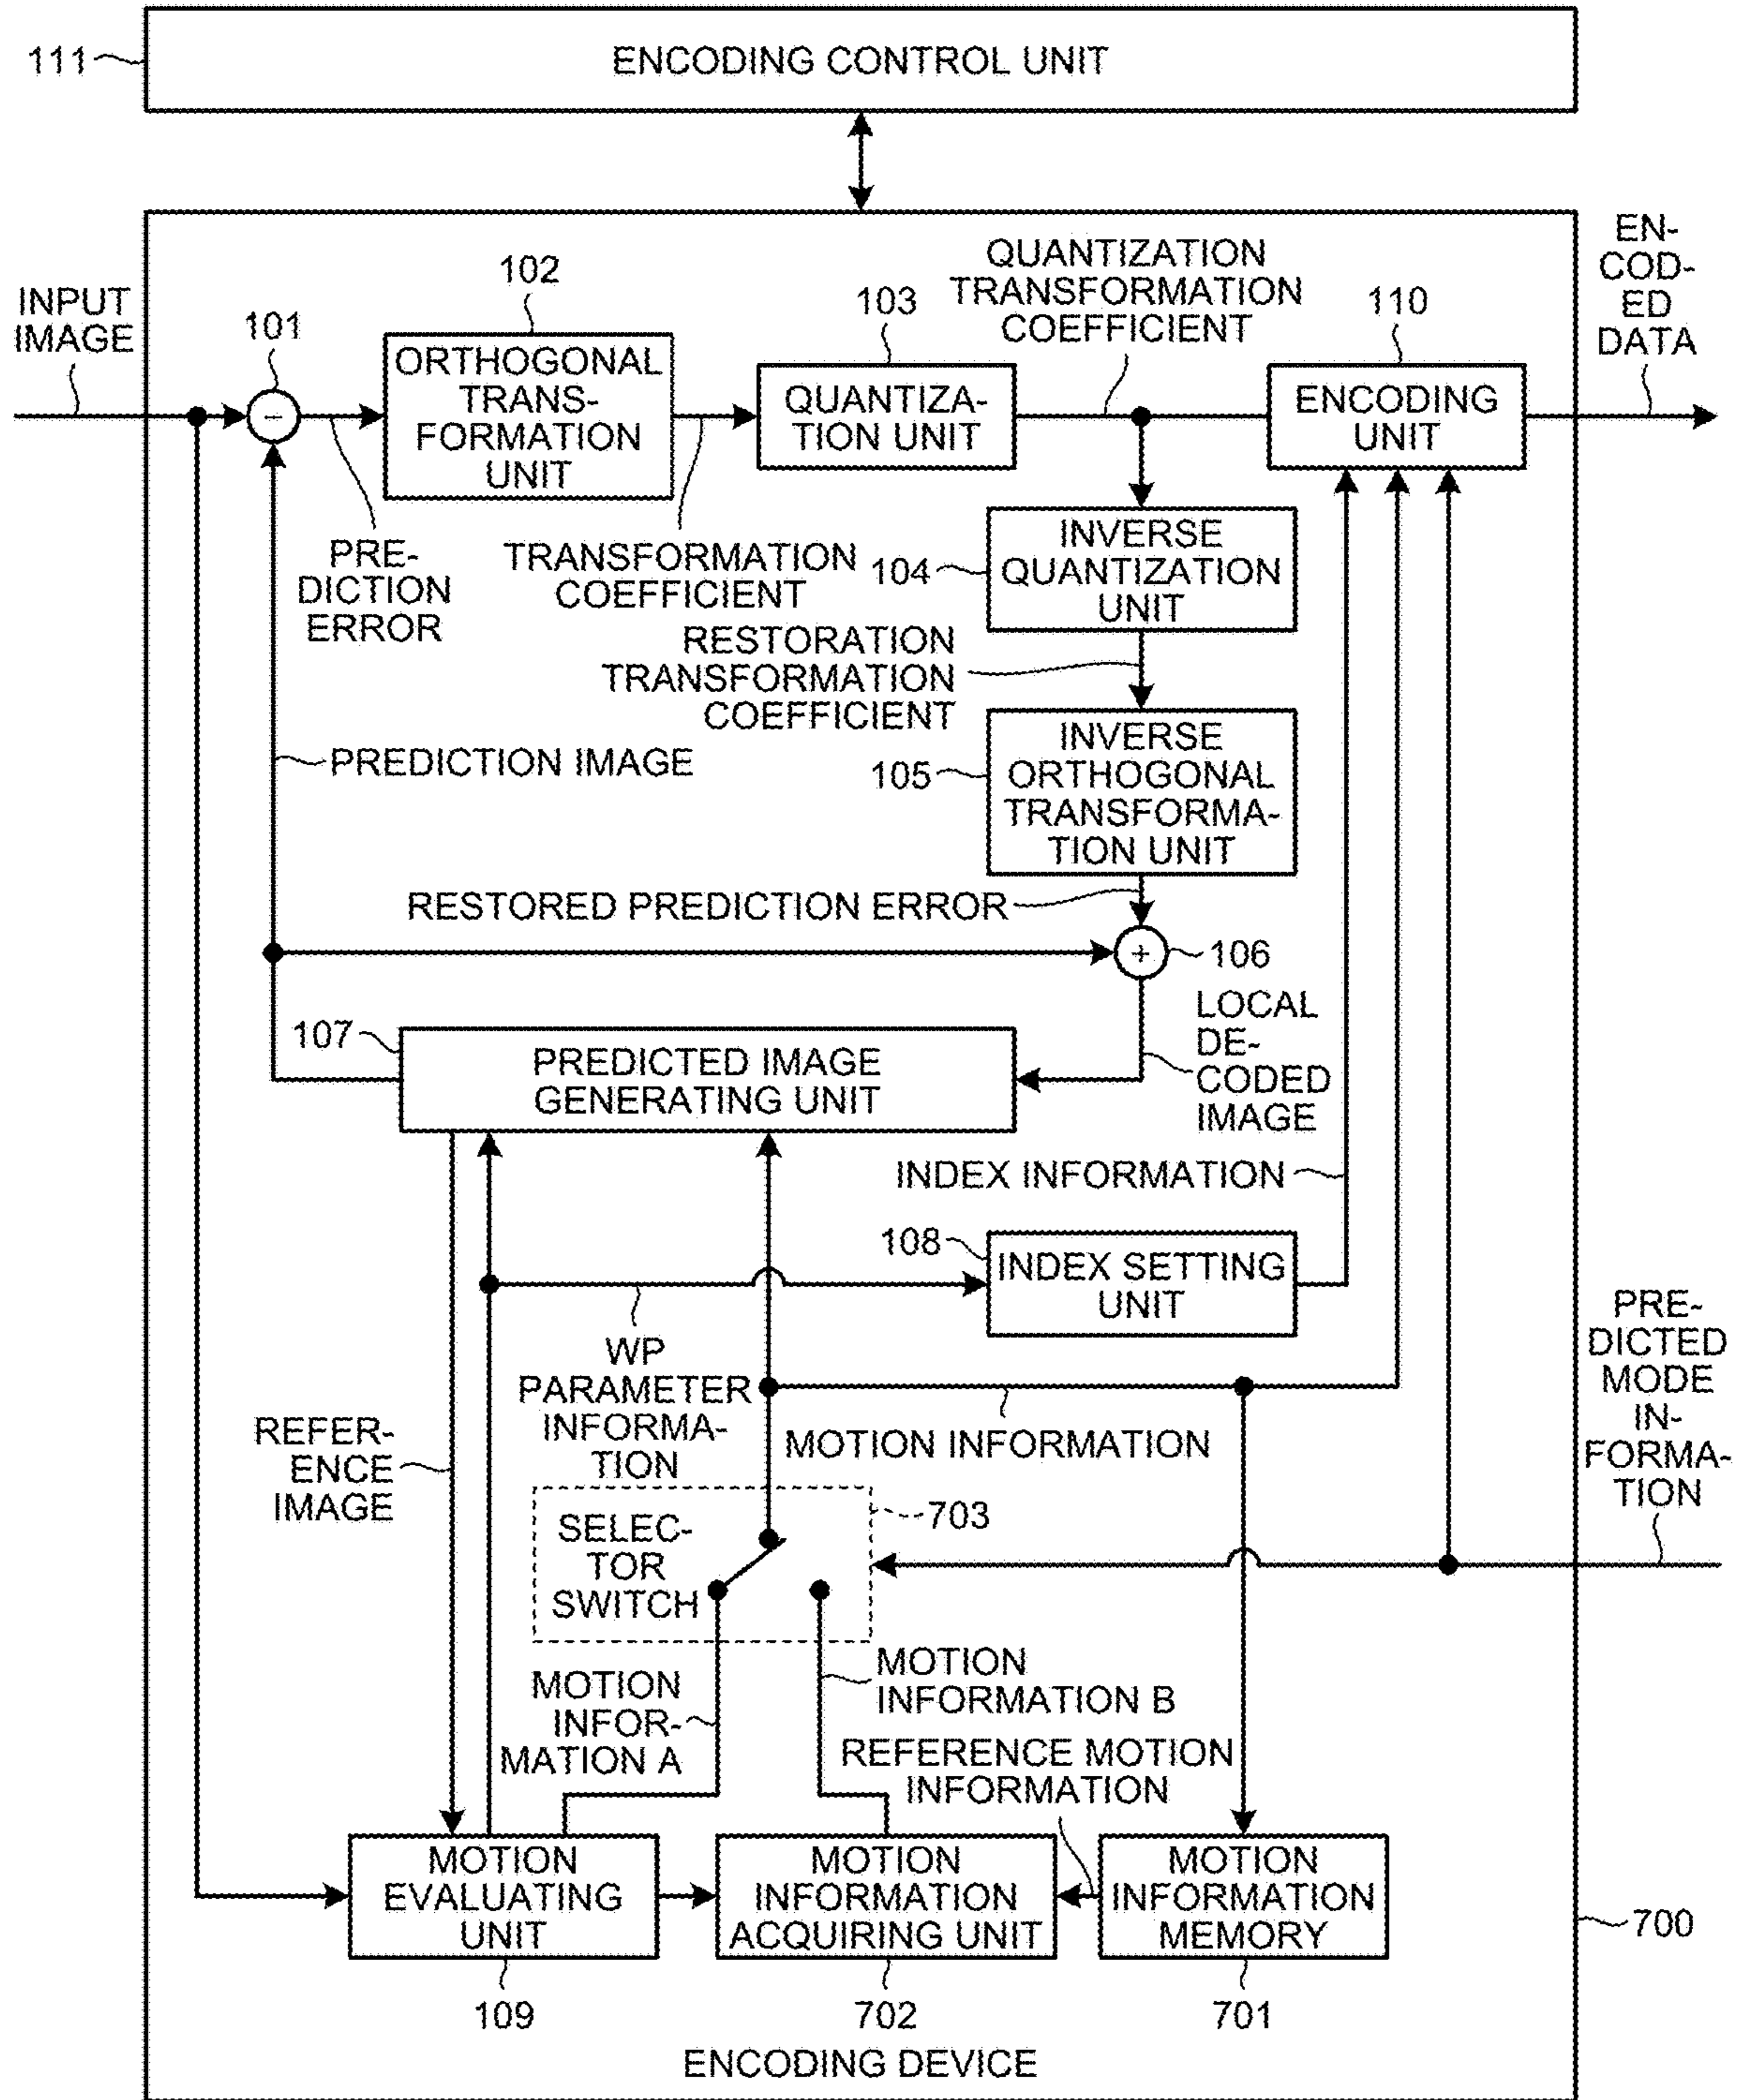 111
ENCODING CONTROL UNIT
INPUT
IMAGE
101
102
ORTHOGONAL
TRANS-
FORMATION
UNIT
103
QUANTIZA-
TION UNIT
QUANTIZATION
TRANSFORMATION
COEFFICIENT
110
ENCODING
UNIT
EN-
COD-
ED
DATA
−
PRE-
DICTION
ERROR
TRANSFORMATION
COEFFICIENT
104
INVERSE
QUANTIZATION
UNIT
RESTORATION
TRANSFORMATION
COEFFICIENT
PREDICTION IMAGE
105
INVERSE
ORTHOGONAL
TRANSFORMA-
TION UNIT
RESTORED PREDICTION ERROR
+
106
107
PREDICTED IMAGE
GENERATING UNIT
LOCAL
DE-
CODED
IMAGE
INDEX INFORMATION
108
INDEX SETTING
UNIT
WP
PARAMETER
INFORMA-
TION
MOTION INFORMATION
PRE-
DICTED
MODE
IN-
FORMA-
TION
REFER-
ENCE
IMAGE
703
SELEC-
TOR
SWITCH
MOTION
INFOR-
MATION A
MOTION
INFORMATION B
REFERENCE MOTION
INFORMATION
MOTION
EVALUATING
UNIT
MOTION
INFORMATION
ACQUIRING UNIT
MOTION
INFORMATION
MEMORY
700
109
702
701
ENCODING DEVICE